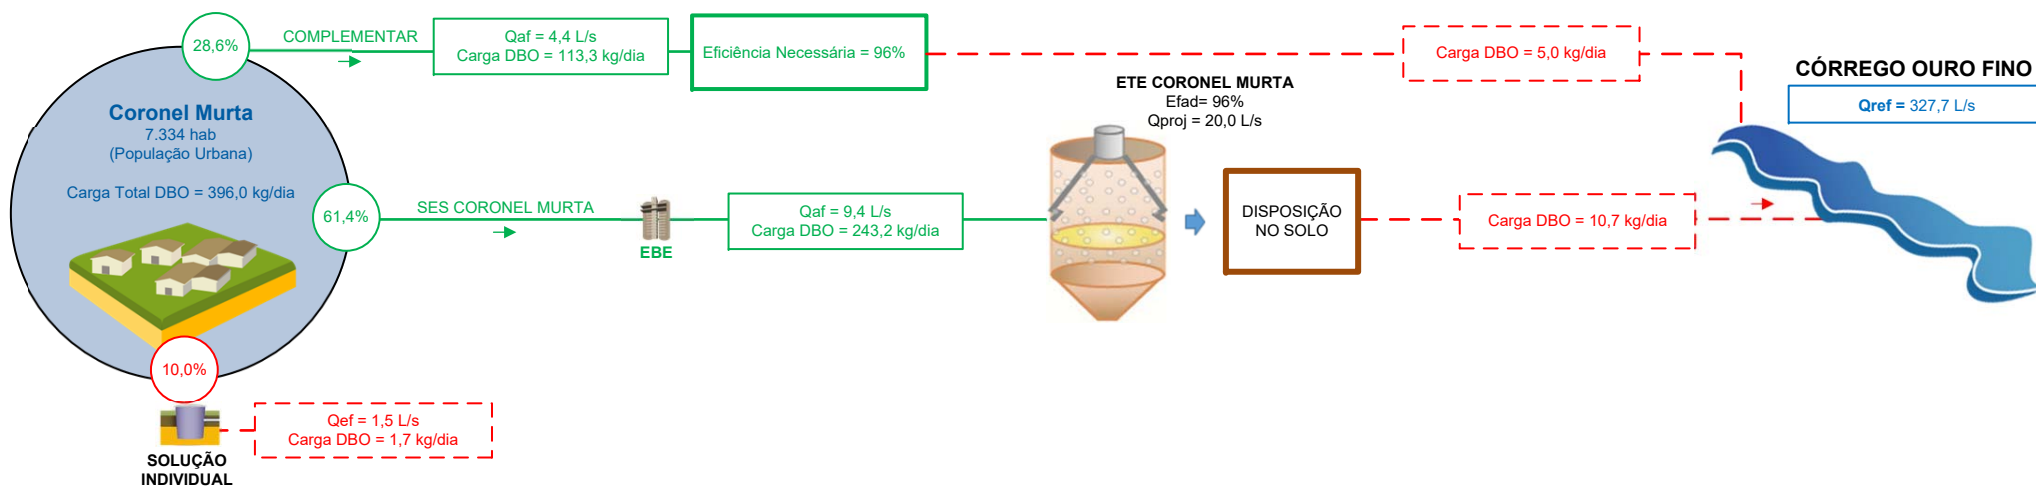 28,6%
COMPLEMENTAR
Qaf = 4,4 L/s
Carga DBO = 113,3 kg/dia
Eficiência Necessária = 96%
Carga DBO = 5,0 kg/dia
CÓRREGO OURO FINO
Qref = 327,7 L/s
ETE CORONEL MURTA
Efad= 96%
Qproj = 20,0 L/s
Coronel Murta
7.334 hab
(População Urbana)
Carga Total DBO = 396,0 kg/dia
61,4%
SES CORONEL MURTA
EBE
Qaf = 9,4 L/s
Carga DBO = 243,2 kg/dia
DISPOSIÇÃO
NO SOLO
Carga DBO = 10,7 kg/dia
10,0%
Qef = 1,5 L/s
Carga DBO = 1,7 kg/dia
SOLUÇÃO
INDIVIDUAL